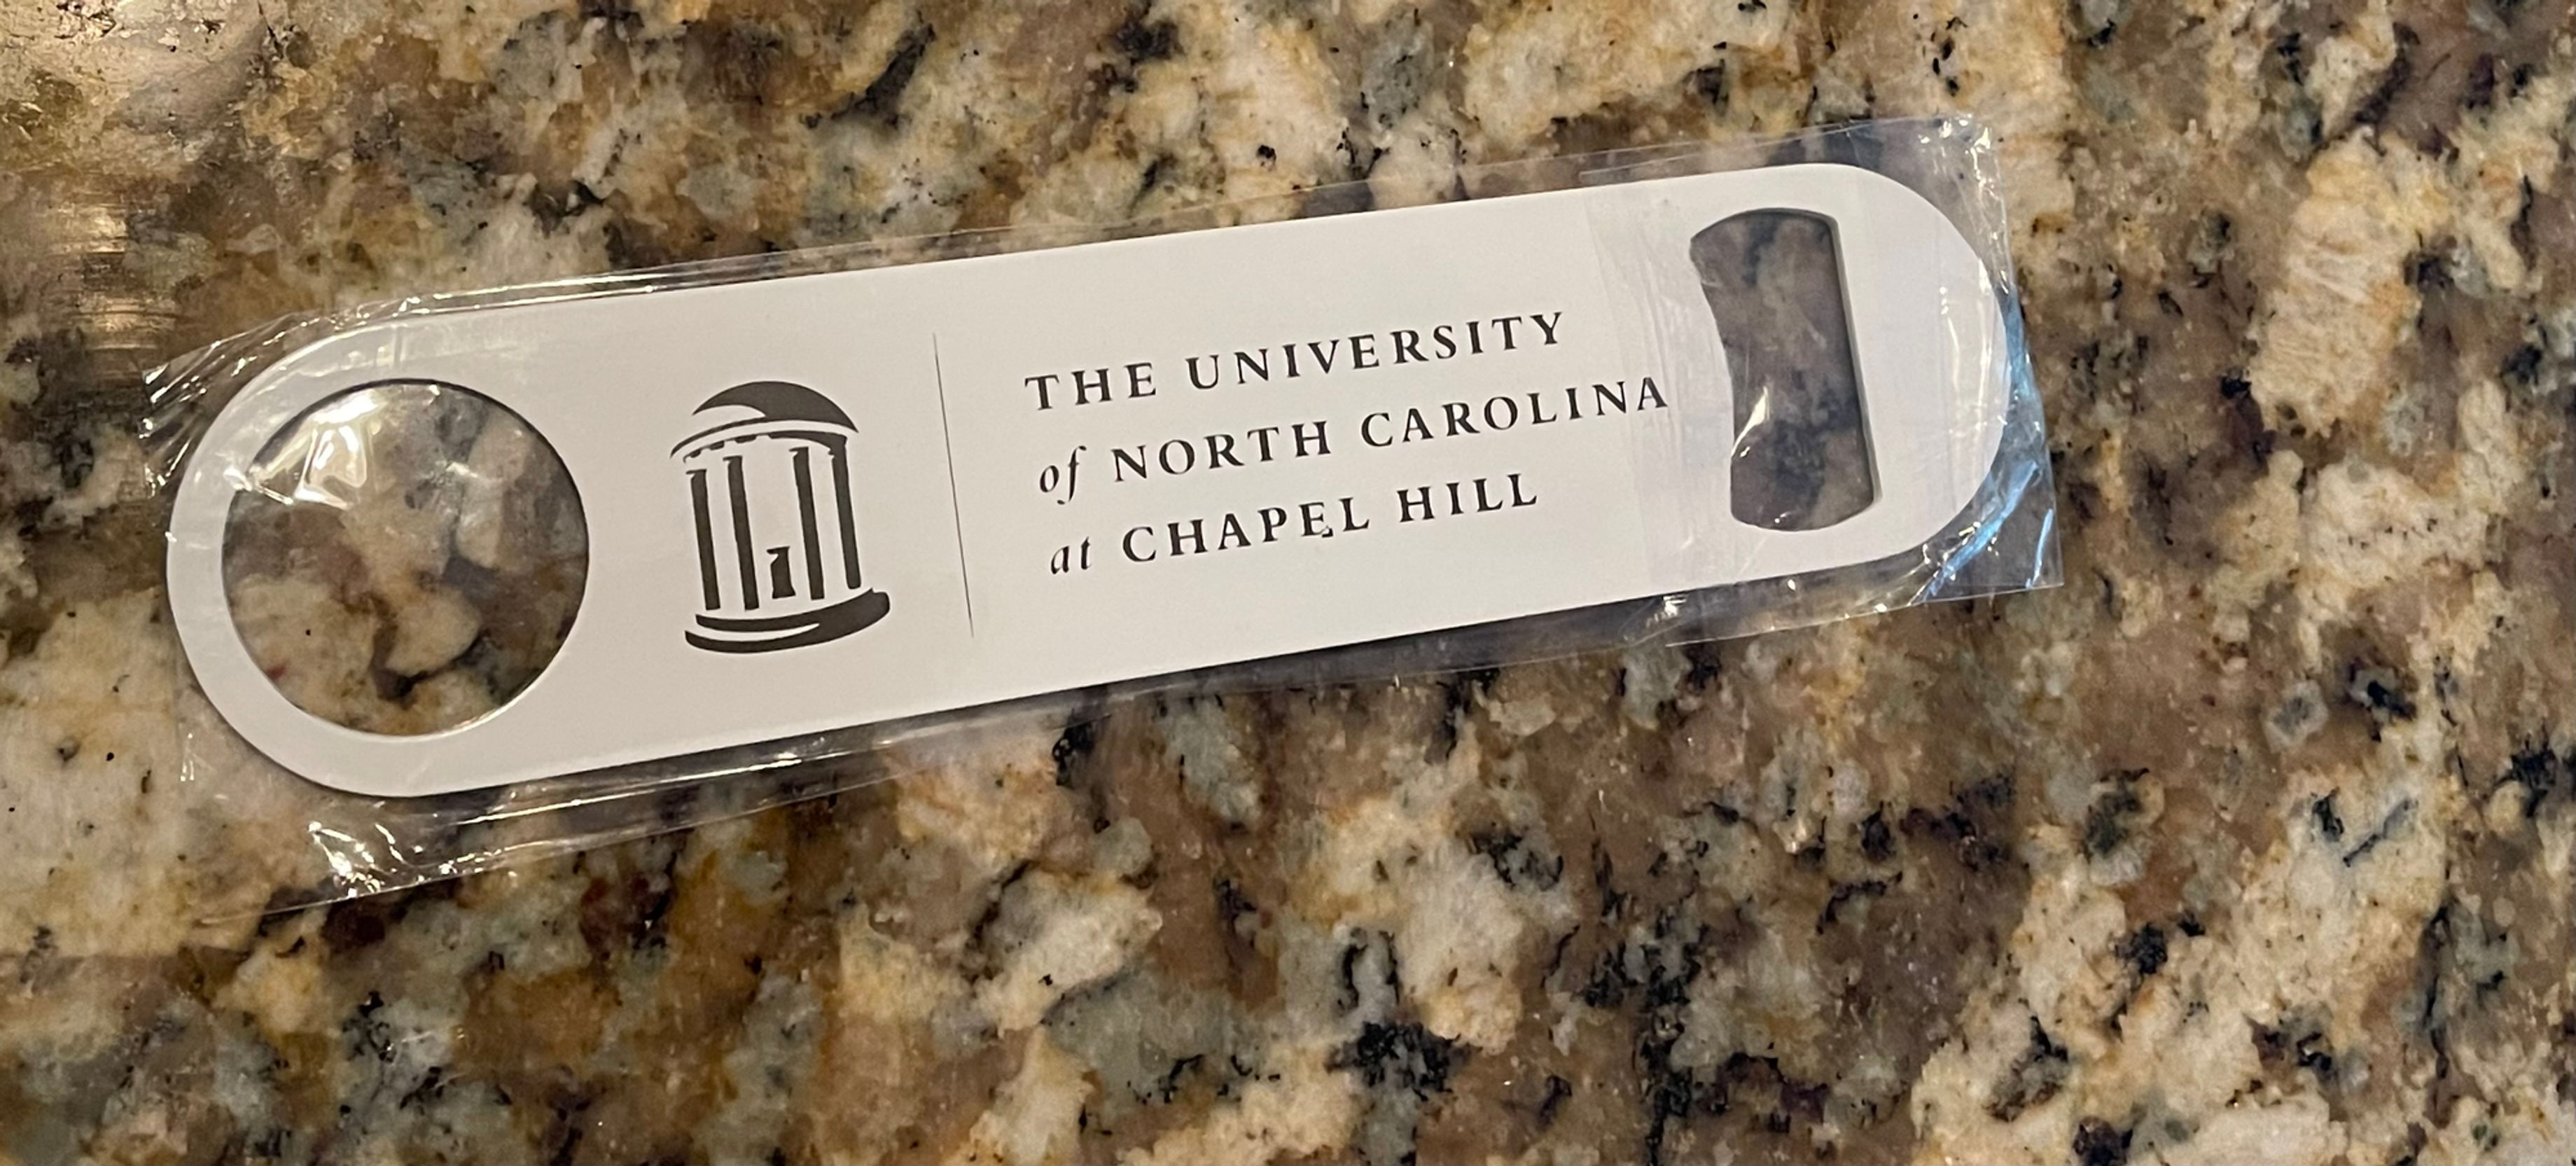 THE UNIVERSITY
of NORTH CAROLINA
at CHAPEL HILL